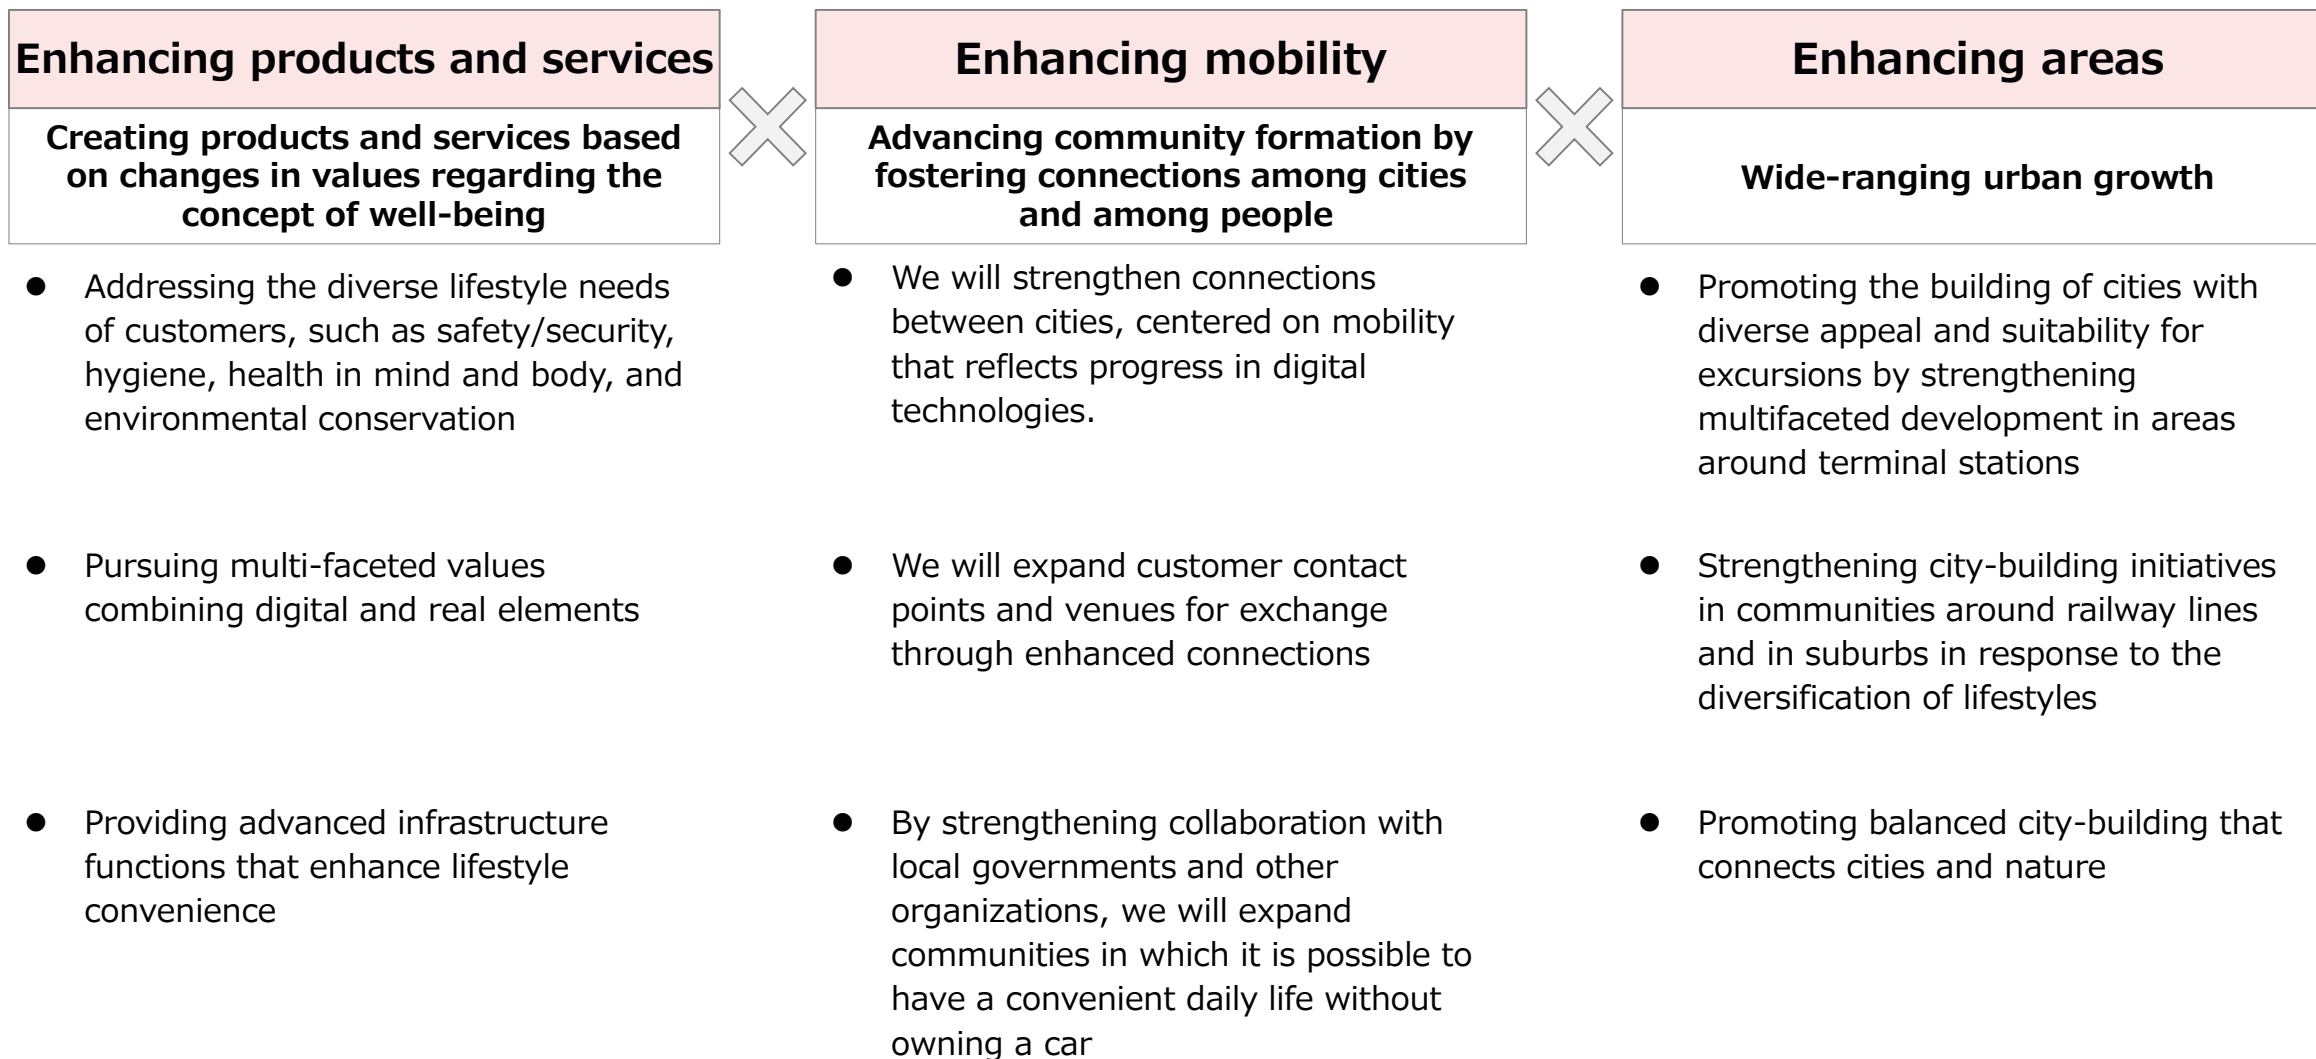 Enhancing products and services
Creating products and services based
on changes in values regarding the
concept of well-being
● Addressing the diverse lifestyle needs
of customers, such as safety/security,
hygiene, health in mind and body, and
environmental conservation
● Pursuing multi-faceted values
combining digital and real elements
● Providing advanced infrastructure
functions that enhance lifestyle
convenience
Enhancing mobility
Advancing community formation by
fostering connections among cities
and among people
● We will strengthen connections
between cities, centered on mobility
that reflects progress in digital
technologies.
● We will expand customer contact
points and venues for exchange
through enhanced connections
● By strengthening collaboration with
local governments and other
organizations, we will expand
communities in which it is possible to
have a convenient daily life without
owning a car
Enhancing areas
Wide-ranging urban growth
● Promoting the building of cities with
diverse appeal and suitability for
excursions by strengthening
multifaceted development in areas
around terminal stations
● Strengthening city-building initiatives
in communities around railway lines
and in suburbs in response to the
diversification of lifestyles
● Promoting balanced city-building that
connects cities and nature